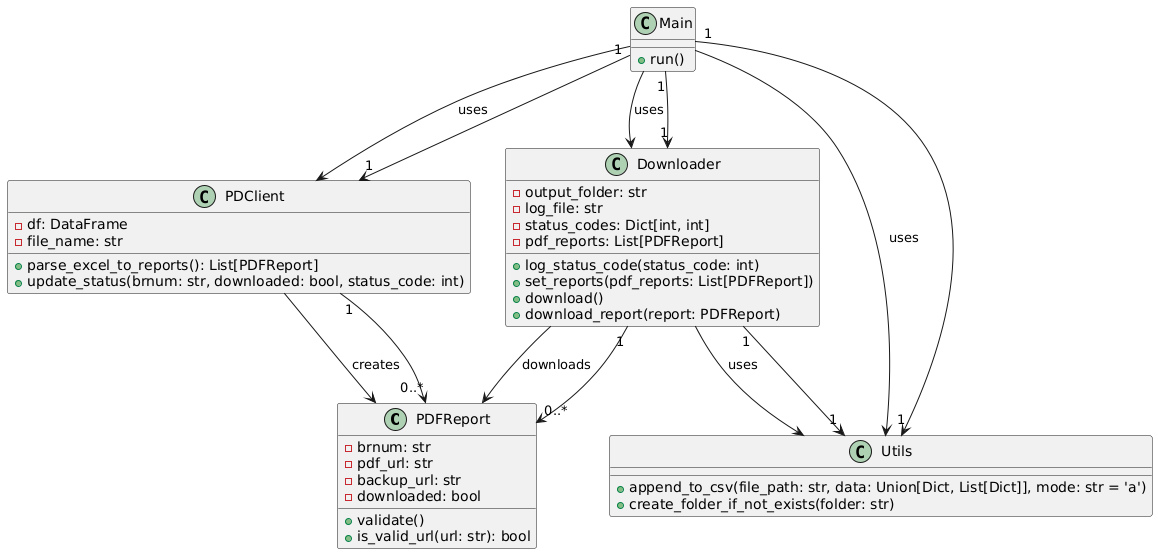 C Main
run()
1
1
uses
uses
1
1
1
uses
1
C PDClient
df: DataFrame
file_name: str
parse_excel_to_reports(): List[PDFReport]
update_status(brnum: str, downloaded: bool, status_code: int)
C Downloader
output_folder: str
log_file: str
status_codes: Dict[int, int]
pdf_reports: List[PDFReport]
log_status_code(status_code: int)
set_reports(pdf_reports: List[PDFReport])
download()
download_report(report: PDFReport)
1
creates
0..*
1
downloads
0..*
1
uses
1
1
C PDFReport
brnum: str
pdf_url: str
backup_url: str
downloaded: bool
validate()
is_valid_url(url: str): bool
C Utils
append_to_csv(file_path: str, data: Union[Dict, List[Dict]], mode: str = 'a')
create_folder_if_not_exists(folder: str)